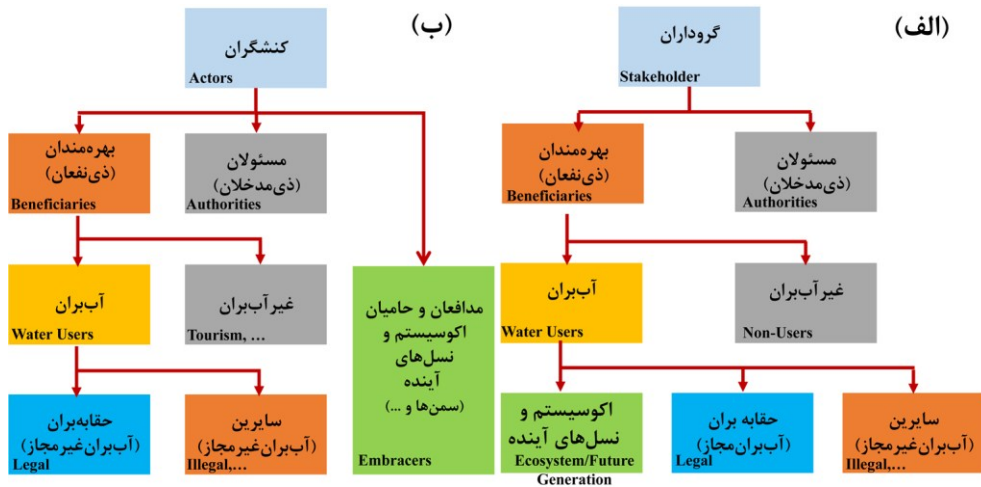 (الف)
گروداران
Stakeholder
بهره‌مندان
(ذی‌نفعان)
Beneficiaries
مسئولان
(ذی‌مدخلان)
Authorities
آب‌بران
Water Users
غیرآب‌بران
Non-Users
اکوسیستم و
نسل‌های آینده
Ecosystem/Future
Generation
حقابه بران
(آب‌بران‌مجاز)
Legal
سایرین
(آب‌بران‌غیرمجاز)
Illegal,...
(ب)
کنشگران
Actors
بهره‌مندان
(ذی‌نفعان)
Beneficiaries
مسئولان
(ذی‌مدخلان)
Authorities
آب‌بران
Water Users
غیرآب‌بران
Tourism, ...
مدافعان و حامیان
اکوسیستم و
نسل‌های
آینده
(سمن‌ها و ...)
Embracers
حقابه‌بران
(آب‌بران‌غیرمجاز)
Legal
سایرین
(آب‌بران‌غیرمجاز)
Illegal,...